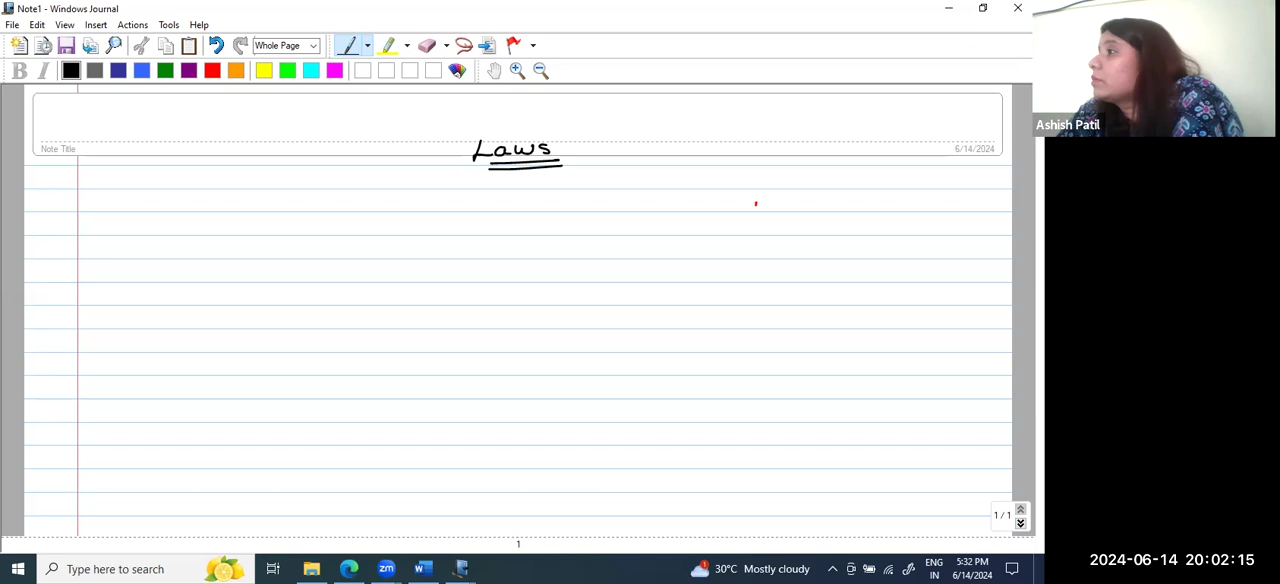 Note1 - Windows Journal
File Edit View Insert Actions Tools Help
Whole Page
B I
Ashish Patil
Laws
Note Title
6/14/2024
1 / 1
1
Type here to search
zm
W
30°C Mostly cloudy
ENG
IN
5:32 PM
6/14/2024
2024-06-14 20:02:15